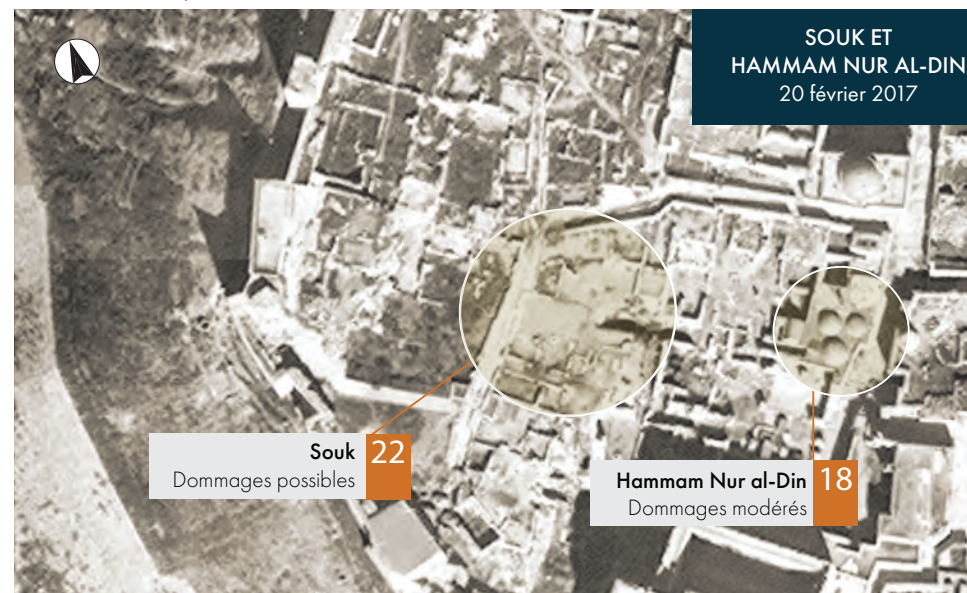 SOUK ET
HAMMAM NUR AL-DIN
20 février 2017
Souk
Dommages possibles
22
Hammam Nur al-Din
Dommages modérés
18